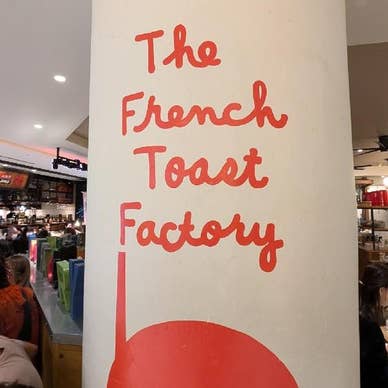 The
French
Toast
Factory